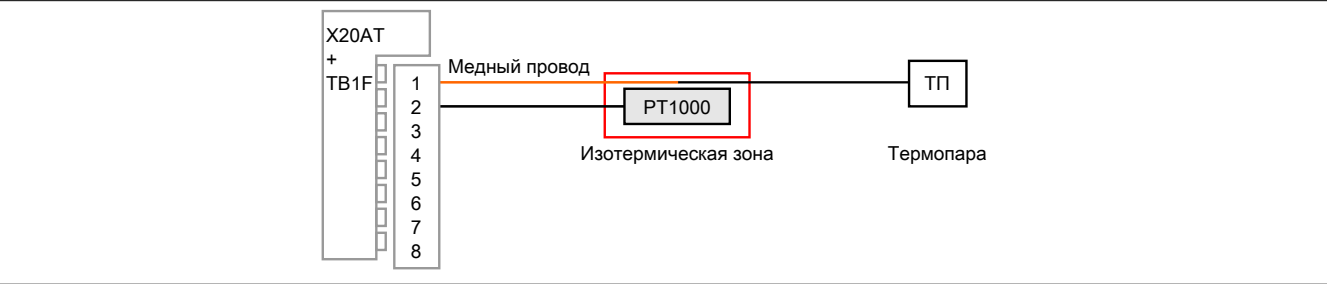 X20AT
+
TB1F
Медный провод
1
2
3
4
5
6
7
8
PT1000
Изотермическая зона
ТП
Термопара